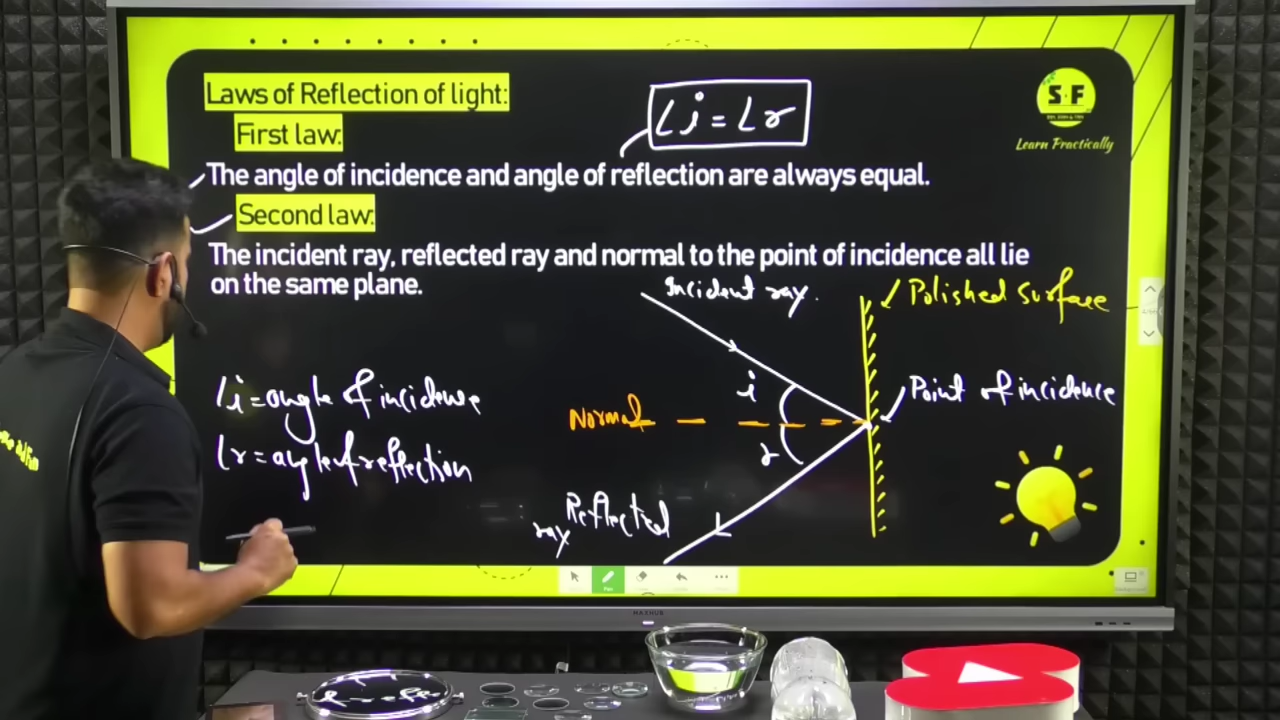 Laws of Reflection of light:
∠i = ∠r
First law:
The angle of incidence and angle of reflection are always equal.
Second law:
The incident ray, reflected ray and normal to the point of incidence all lie
on the same plane.
S·F
Learn Practically
Incident ray.
Polished surface
∠i = angle of incidence
i
Point of incidence
Normal
∠r = angle of reflection
r
Reflected
ray
Pen
MAXHUB